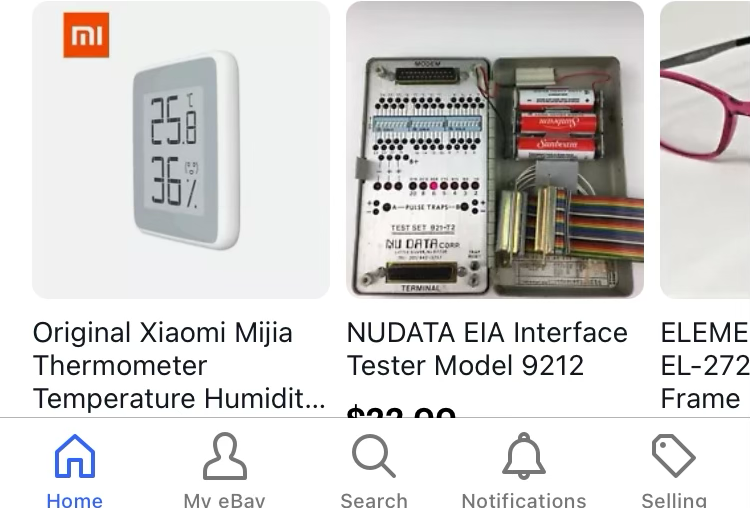 mi
25.8 ℃
36%
MODEM
B+
A—PULSE TRAPS—B
TEST SET 921-T2
NU DATA CORP.
TERMINAL
Sunbeam
Sunbeam
Original Xiaomi Mijia
Thermometer
Temperature Humidit...
NUDATA EIA Interface
Tester Model 9212
ELEME
EL-272
Frame
Home
My eBay
Search
Notifications
Selling